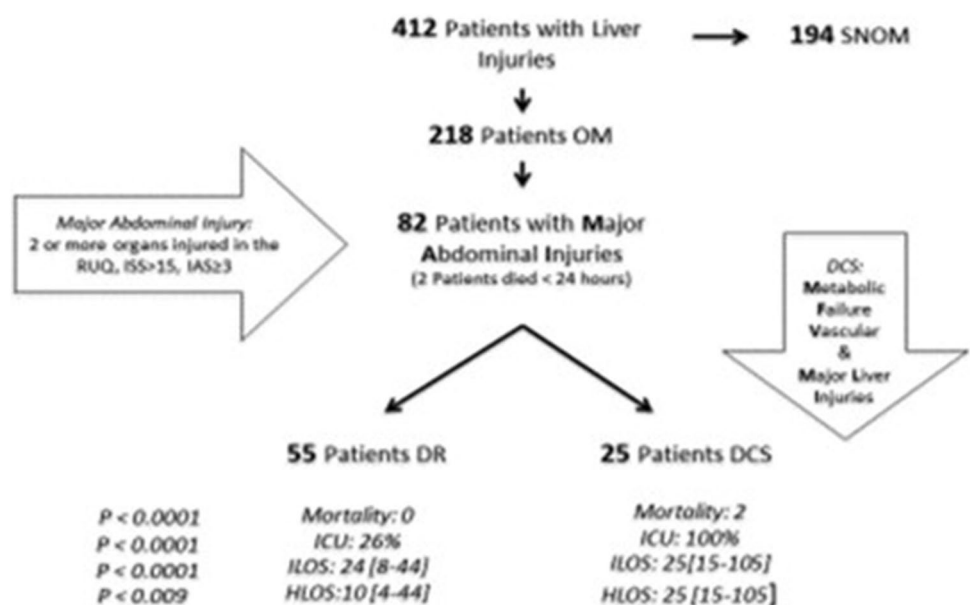 412 Patients with Liver
Injuries
194 SNOM
218 Patients OM
Major Abdominal Injury:
2 or more organs injured in the
RUQ, ISS>15, IAS≥3
82 Patients with Major
Abdominal Injuries
(2 Patients died < 24 hours)
DCS:
Metabolic
Failure
Vascular
&
Major Liver
Injuries
55 Patients DR
25 Patients DCS
P < 0.0001
P < 0.0001
P < 0.0001
P < 0.009
Mortality: 0
ICU: 26%
ILOS: 24 [8-44]
HLOS:10 [4-44]
Mortality: 2
ICU: 100%
ILOS: 25[15-105]
HLOS: 25 [15-105]